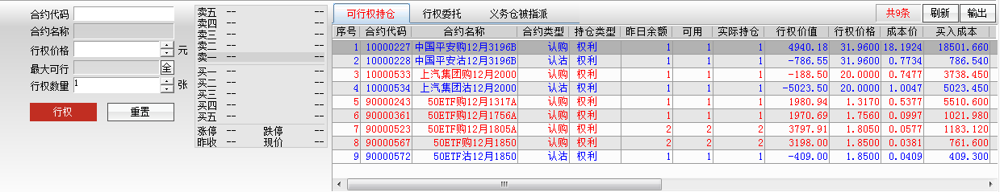 合约代码
合约名称
行权价格 元
最大可行 全
行权数量 1 张
行权 重置
卖五 -- --
卖四 -- --
卖三 -- --
卖二 -- --
卖一 -- --
买一 -- --
买二 -- --
买三 -- --
买四 -- --
买五 -- --
涨停 -- 跌停 --
昨收 -- 现价 --
可行权持仓 行权委托 义务仓被指派 共9条 刷新 输出
序号 合约代码 合约名称 合约类型 持仓类型 昨日余额 可用 实际持仓 行权价值 行权价格 成本价 买入成本
1 10000227 中国平安购12月3196B 认购 权利 1 1 1 4940.18 31.9600 18.1924 18501.660
2 10000228 中国平安沽12月3196B 认沽 权利 1 1 1 -786.55 31.9600 0.7734 786.540
3 10000533 上汽集团购12月2000 认购 权利 1 1 1 -188.50 20.0000 0.7477 3738.450
4 10000534 上汽集团沽12月2000 认沽 权利 1 1 1 -5023.50 20.0000 1.0047 5023.450
5 90000243 50ETF购12月1317A 认购 权利 1 1 1 1980.94 1.3170 0.5377 5510.600
6 90000361 50ETF购12月1756A 认购 权利 1 1 1 1970.69 1.7560 0.0997 1021.980
7 90000523 50ETF购12月1805A 认购 权利 2 2 2 3797.91 1.8050 0.0577 1183.120
8 90000567 50ETF购12月1850 认购 权利 2 2 2 3198.00 1.8500 0.0381 761.600
9 90000572 50ETF沽12月1850 认沽 权利 1 1 1 -409.00 1.8500 0.0409 409.300